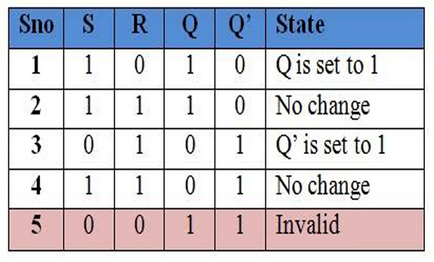 Sno S R Q Q’ State
1 1 0 1 0 Q is set to 1
2 1 1 1 0 No change
3 0 1 0 1 Q’ is set to 1
4 1 1 0 1 No change
5 0 0 1 1 Invalid